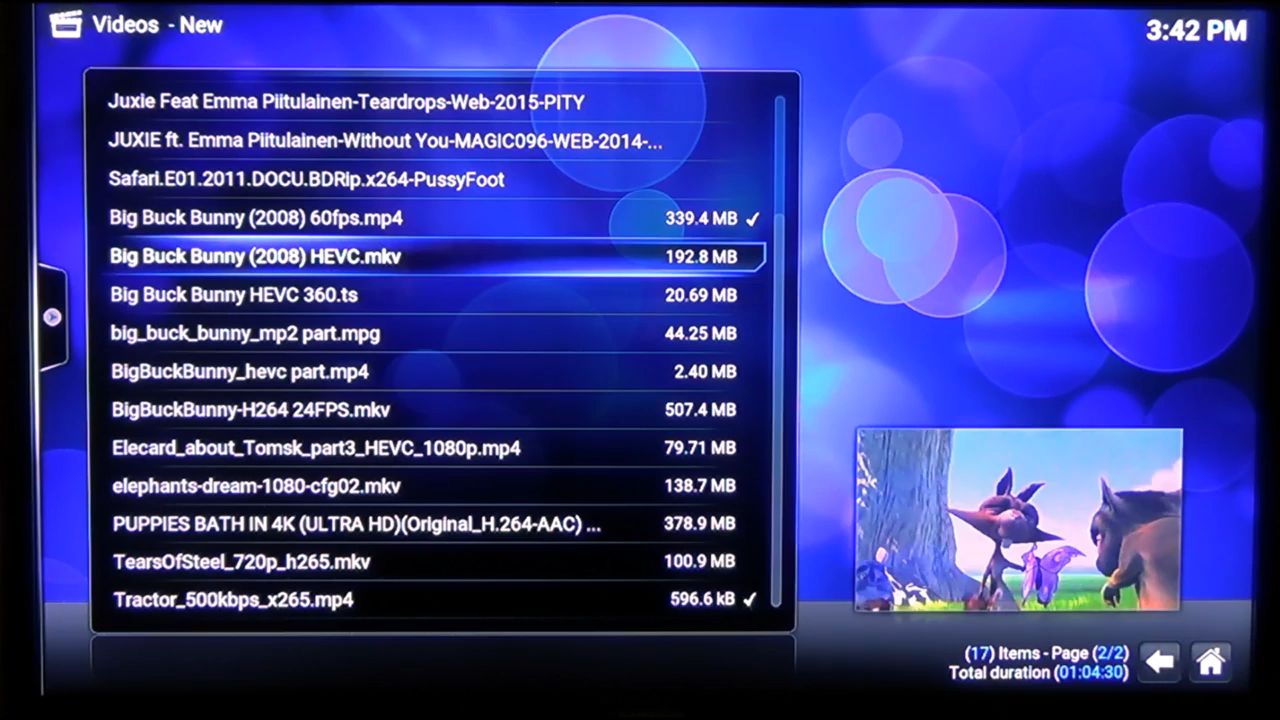 Videos - New
3:42 PM
Juxie Feat Emma Piitulainen-Teardrops-Web-2015-PITY
JUXIE ft. Emma Piitulainen-Without You-MAGIC096-WEB-2014-...
Safari.E01.2011.DOCU.BDRip.x264-PussyFoot
Big Buck Bunny (2008) 60fps.mp4 339.4 MB ✓
Big Buck Bunny (2008) HEVC.mkv 192.8 MB
Big Buck Bunny HEVC 360.ts 20.69 MB
big_buck_bunny_mp2 part.mpg 44.25 MB
BigBuckBunny_hevc part.mp4 2.40 MB
BigBuckBunny-H264 24FPS.mkv 507.4 MB
Elecard_about_Tomsk_part3_HEVC_1080p.mp4 79.71 MB
elephants-dream-1080-cfg02.mkv 138.7 MB
PUPPIES BATH IN 4K (ULTRA HD)(Original_H.264-AAC) ... 378.9 MB
TearsOfSteel_720p_h265.mkv 100.9 MB
Tractor_500kbps_x265.mp4 596.6 kB ✓
(17) Items - Page (2/2)
Total duration (01:04:30)